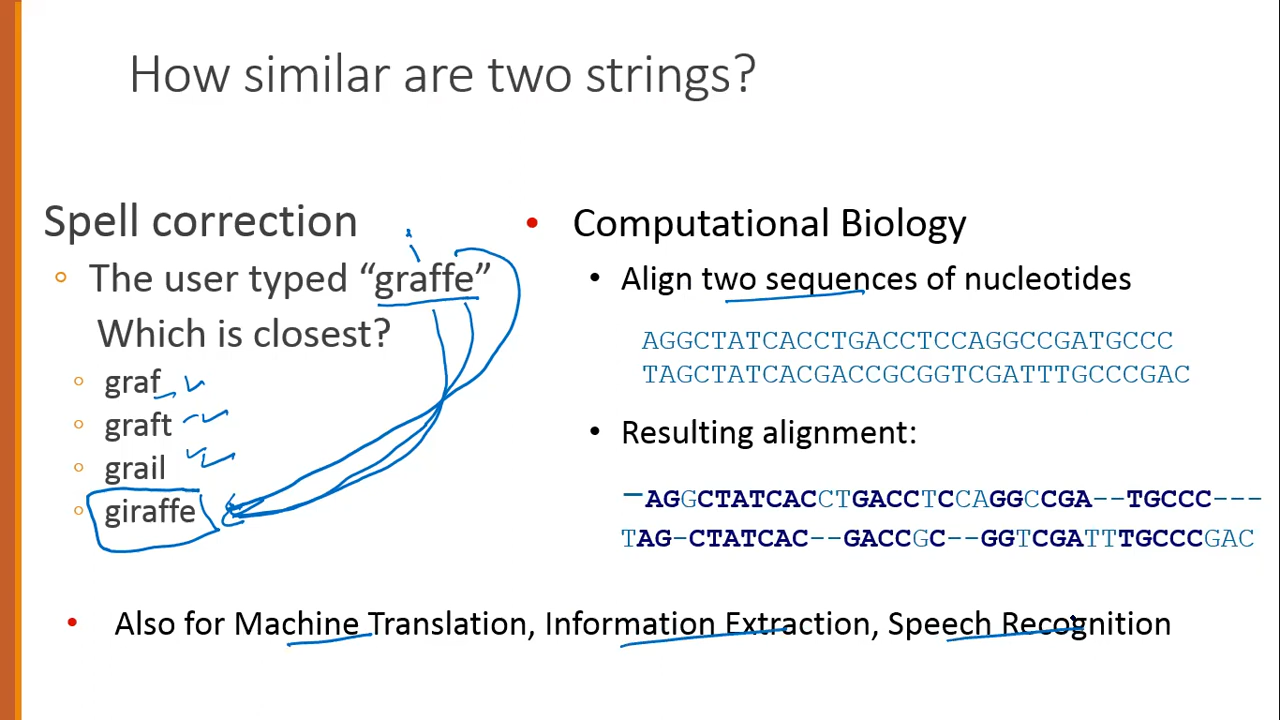 How similar are two strings?
Spell correction
◦ The user typed “graffe”
Which is closest?
◦ graf
◦ graft
◦ grail
◦ giraffe
• Computational Biology
• Align two sequences of nucleotides
AGGCTATCACCTGACCTCCAGGCCGATGCCC
TAGCTATCACGACCGCGGTCGATTTGCCCGAC
• Resulting alignment:
-AGGCTATCACCTGACCTCCAGGCCGA--TGCCC---
TAG-CTATCAC--GACCGC--GGTCGATTTGCCCGAC
• Also for Machine Translation, Information Extraction, Speech Recognition